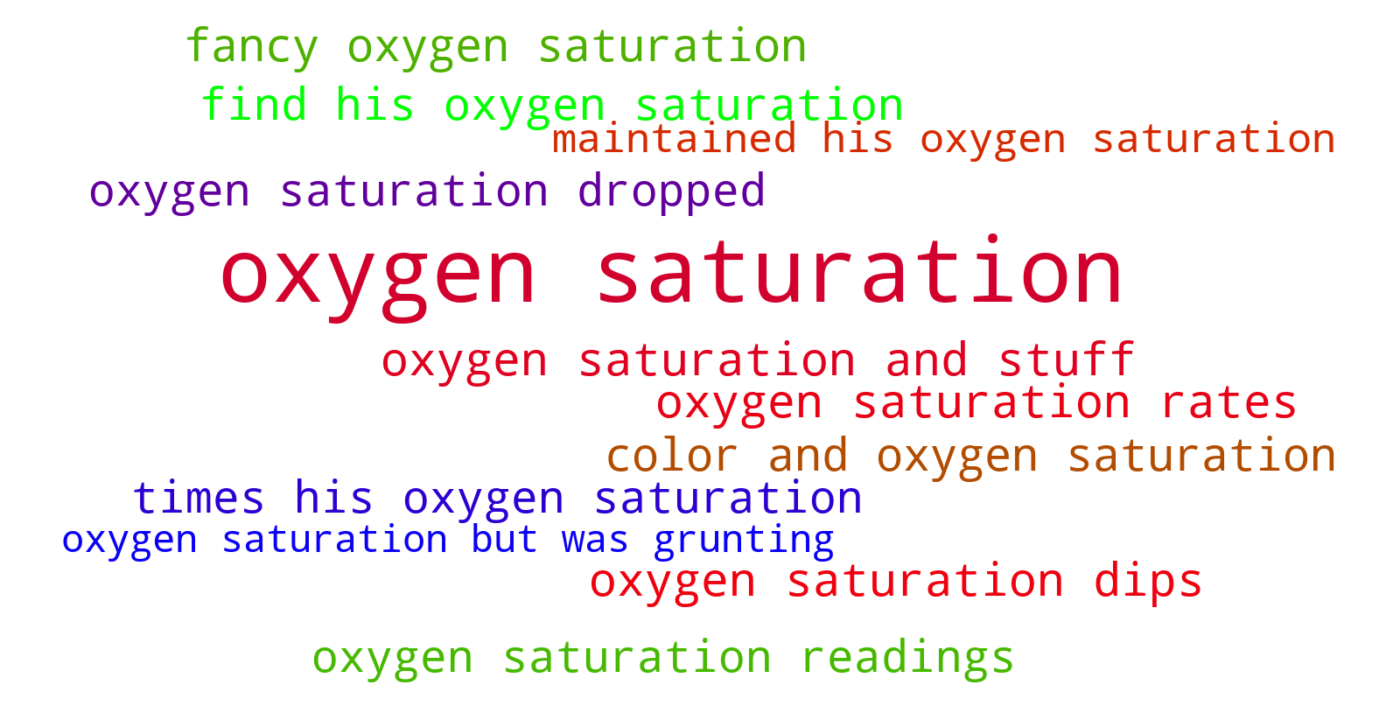 fancy oxygen saturation
find his oxygen saturation
maintained his oxygen saturation
oxygen saturation dropped
oxygen saturation
oxygen saturation and stuff
oxygen saturation rates
color and oxygen saturation
times his oxygen saturation
oxygen saturation but was grunting
oxygen saturation dips
oxygen saturation readings